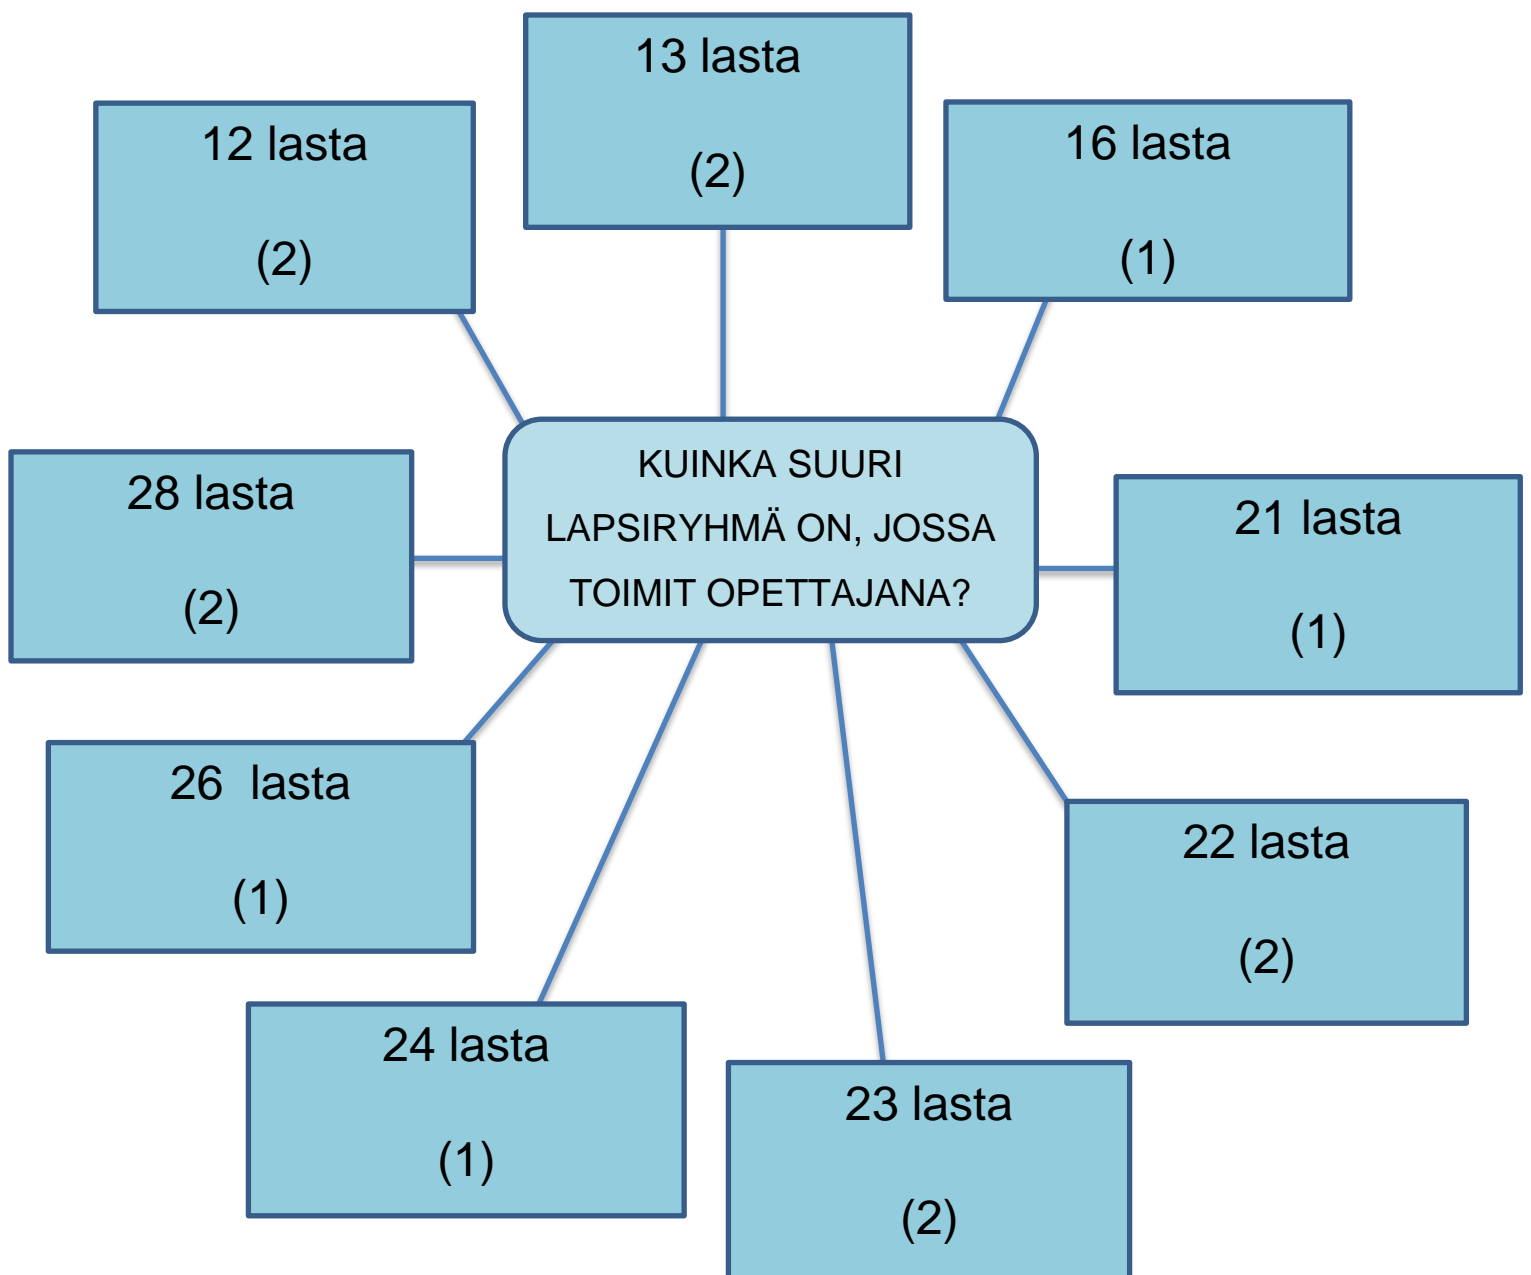 13 lasta
(2)
12 lasta
(2)
16 lasta
(1)
KUINKA SUURI
LAPSIRYHMÄ ON, JOSSA
TOIMIT OPETTAJANA?
28 lasta
(2)
21 lasta
(1)
26  lasta
(1)
22 lasta
(2)
24 lasta
(1)
23 lasta
(2)